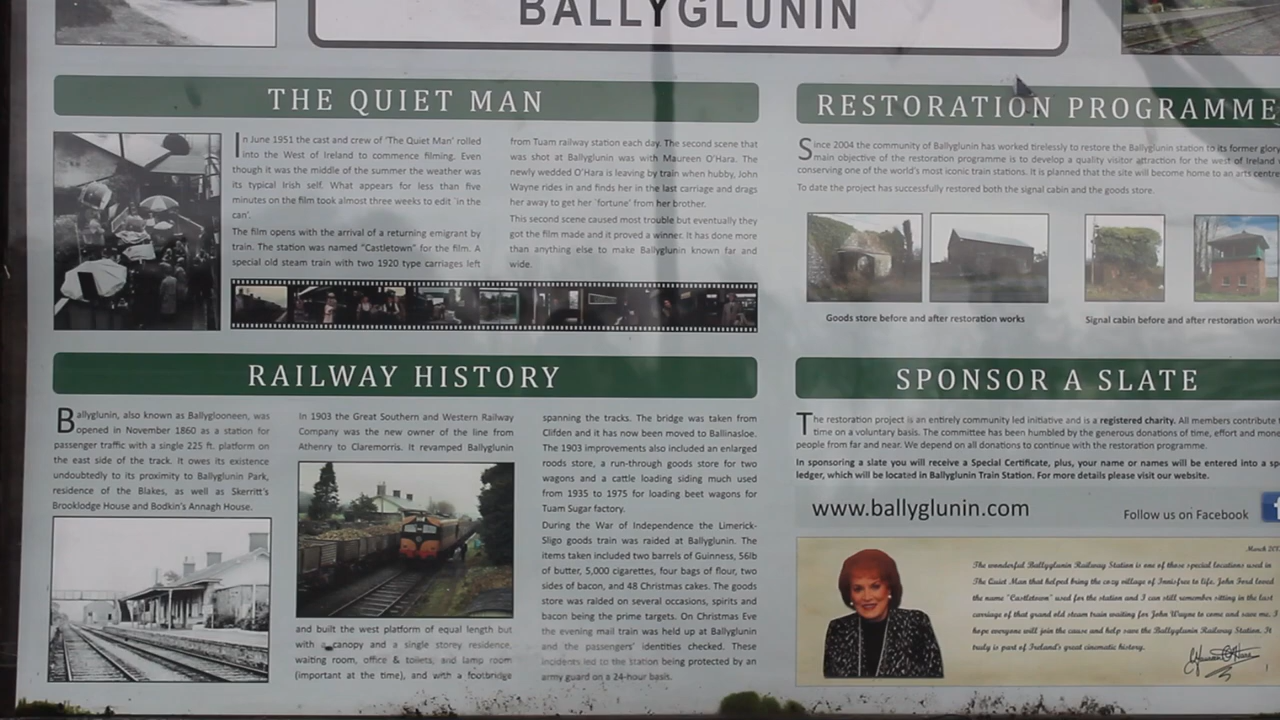 BALLYGLUNIN
THE QUIET MAN
In June 1951 the cast and crew of 'The Quiet Man' rolled
into the West of Ireland to commence filming. Even
though it was the middle of the summer the weather was
its typical Irish self. What appears for less than five
minutes on the film took almost three weeks to edit 'in the
can'.
The film opens with the arrival of a returning emigrant by
train. The station was named "Castletown" for the film. A
special old steam train with two 1920 type carriages left
from Tuam railway station each day. The second scene that
was shot at Ballyglunin was with Maureen O'Hara. The
newly wedded O'Hara is leaving by train when hubby, John
Wayne rides in and finds her in the last carriage and drags
her away to get her 'fortune' from her brother.
This second scene caused most trouble but eventually they
got the film made and it proved a winner. It has done more
than anything else to make Ballyglunin known far and
wide.
RAILWAY HISTORY
Ballyglunin, also known as Ballyglooneen, was
opened in November 1860 as a station for
passenger traffic with a single 225 ft. platform on
the east side of the track. It owes its existence
undoubtedly to its proximity to Ballyglunin Park,
residence of the Blakes, as well as Skerritt's
Brooklodge House and Bodkin's Annagh House.
In 1903 the Great Southern and Western Railway
Company was the new owner of the line from
Athenry to Claremorris. It revamped Ballyglunin
and built the west platform of equal length but
with a canopy and a single storey residence,
waiting room, office & toilets, and lamp room
(important at the time), and with a footbridge
spanning the tracks. The bridge was taken from
Clifden and it has now been moved to Ballinasloe.
The 1903 improvements also included an enlarged
roods store, a run-through goods store for two
wagons and a cattle loading siding much used
from 1935 to 1975 for loading beet wagons for
Tuam Sugar factory.
During the War of Independence the Limerick-
Sligo goods train was raided at Ballyglunin. The
items taken included two barrels of Guinness, 56lb
of butter, 5,000 cigarettes, four bags of flour, two
sides of bacon, and 48 Christmas cakes. The goods
store was raided on several occasions, spirits and
bacon being the prime targets. On Christmas Eve
the evening mail train was held up at Ballyglunin
and the passengers' identities checked. These
incidents led to the station being protected by an
army guard on a 24-hour basis.
RESTORATION PROGRAMME
Since 2004 the community of Ballyglunin has worked tirelessly to restore the Ballyglunin station to its former glory
main objective of the restoration programme is to develop a quality visitor attraction for the west of Ireland
conserving one of the world's most iconic train stations. It is planned that the site will become home to an arts centre
To date the project has successfully restored both the signal cabin and the goods store.
Goods store before and after restoration works
Signal cabin before and after restoration work
SPONSOR A SLATE
The restoration project is an entirely community led initiative and is a registered charity. All members contribute
time on a voluntary basis. The committee has been humbled by the generous donations of time, effort and mone
people from far and near. We depend on all donations to continue with the restoration programme.
In sponsoring a slate you will receive a Special Certificate, plus, your name or names will be entered into a sp
ledger, which will be located in Ballyglunin Train Station. For more details please visit our website.
www.ballyglunin.com
Follow us on Facebook
March 20
The wonderful Ballyglunin Railway Station is one of those special locations used in
The Quiet Man that helped bring the cozy village of Innisfree to life. John Ford loved
the name "Castletown" used for the station and I can still remember sitting in the last
carriage of that grand old steam train waiting for John Wayne to come and save me. I
hope everyone will join the cause and help save the Ballyglunin Railway Station. It
truly is part of Ireland's great cinematic history.